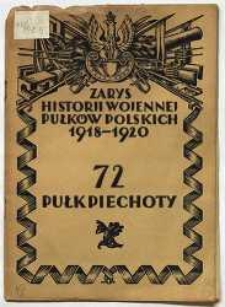 ZARYS
HISTORII WOJENNEJ
PUŁKÓW POLSKICH
1918-1920
72
PUŁK PIECHOTY